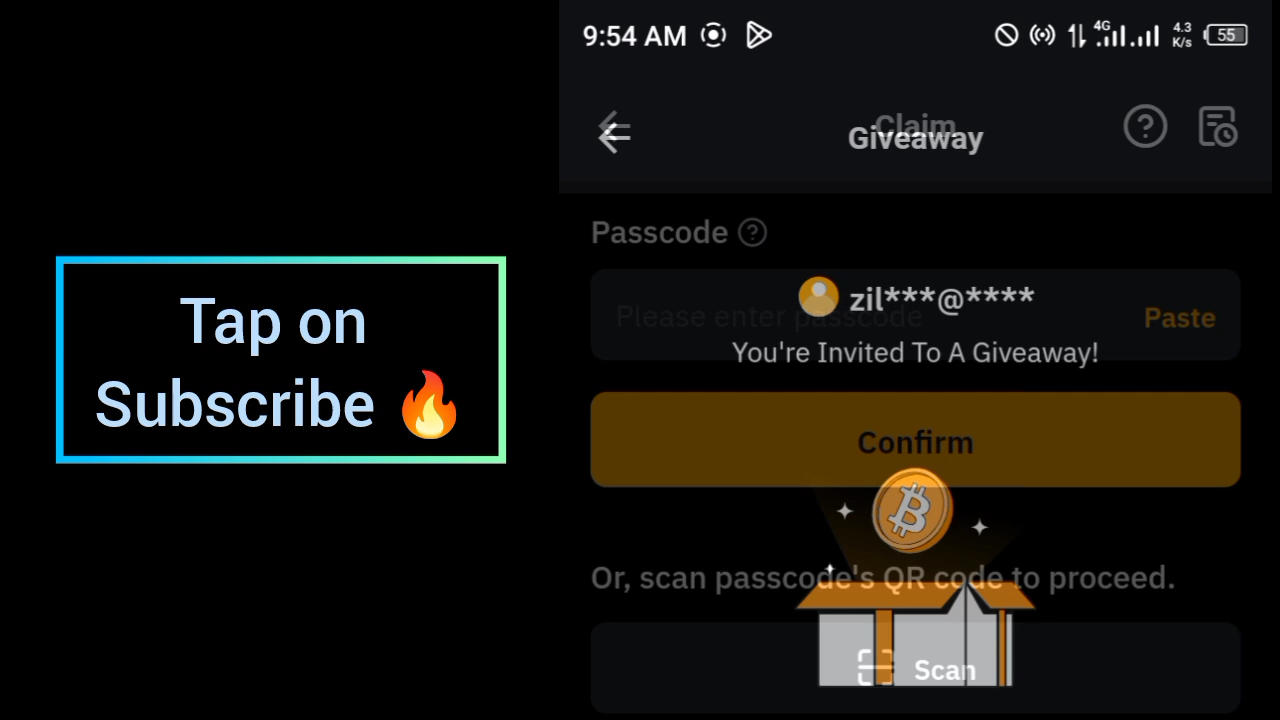 Tap on
Subscribe 🔥
9:54 AM
4G
4.3
K/s
55
Claim
Giveaway
Passcode
zil***@****
Please enter passcode
Paste
You're Invited To A Giveaway!
Confirm
Or, scan passcode's QR code to proceed.
Scan